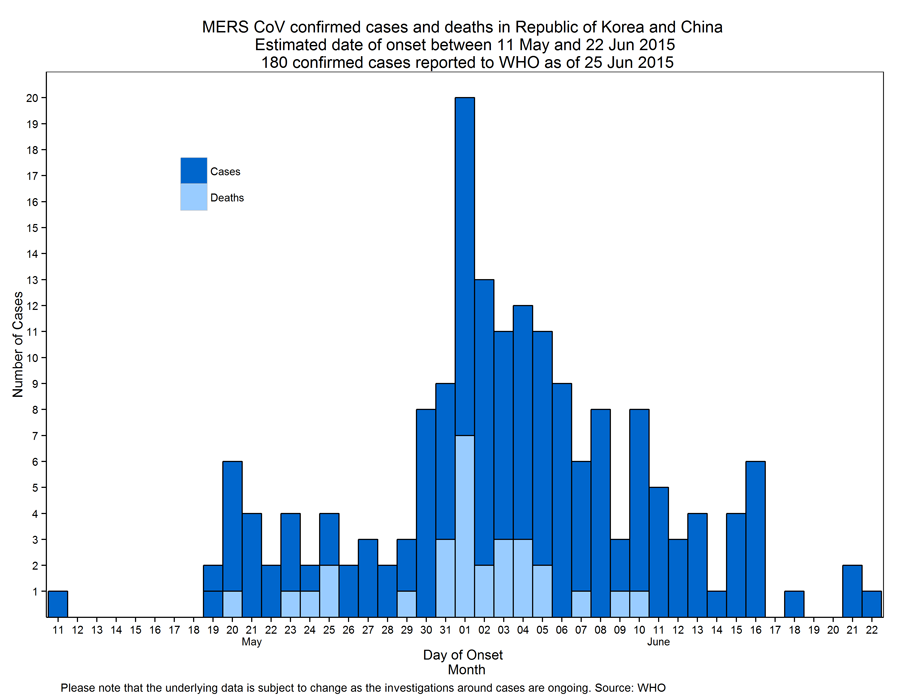 MERS CoV confirmed cases and deaths in Republic of Korea and China
Estimated date of onset between 11 May and 22 Jun 2015
180 confirmed cases reported to WHO as of 25 Jun 2015
20
19
18
17
16
15
14
13
12
11
10
9
8
7
6
5
4
3
2
1
Number of Cases
Cases
Deaths
11 12 13 14 15 16 17 18 19 20 21 22 23 24 25 26 27 28 29 30 31 01 02 03 04 05 06 07 08 09 10 11 12 13 14 15 16 17 18 19 20 21 22
May June
Day of Onset
Month
Please note that the underlying data is subject to change as the investigations around cases are ongoing. Source: WHO